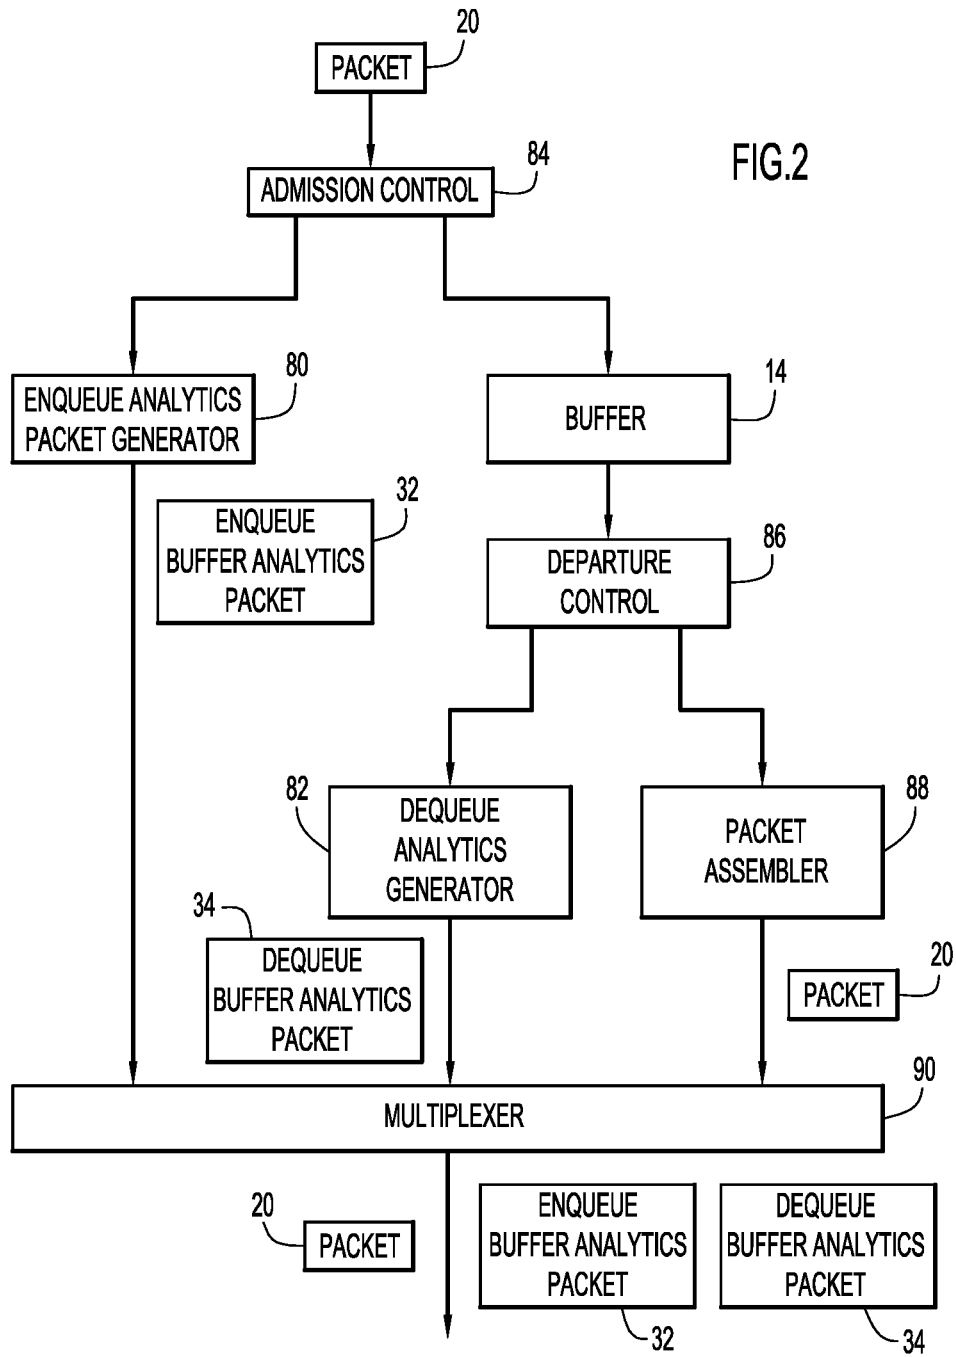 20
PACKET
FIG.2
84
ADMISSION CONTROL
80
ENQUEUE ANALYTICS
PACKET GENERATOR
14
BUFFER
32
ENQUEUE
BUFFER ANALYTICS
PACKET
86
DEPARTURE
CONTROL
82
DEQUEUE
ANALYTICS
GENERATOR
88
PACKET
ASSEMBLER
34
DEQUEUE
BUFFER ANALYTICS
PACKET
20
PACKET
90
MULTIPLEXER
20
PACKET
ENQUEUE
BUFFER ANALYTICS
PACKET
32
DEQUEUE
BUFFER ANALYTICS
PACKET
34